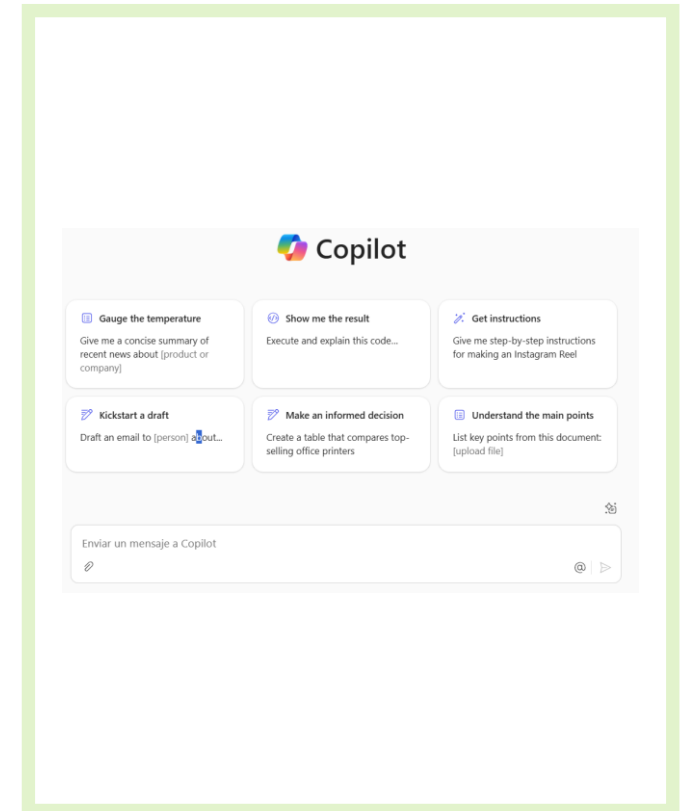 Copilot
Gauge the temperature
Give me a concise summary of
recent news about [product or
company]
Show me the result
Execute and explain this code...
Get instructions
Give me step-by-step instructions
for making an Instagram Reel
Kickstart a draft
Draft an email to [person] about...
Make an informed decision
Create a table that compares top-
selling office printers
Understand the main points
List key points from this document:
[upload file]
Enviar un mensaje a Copilot
@